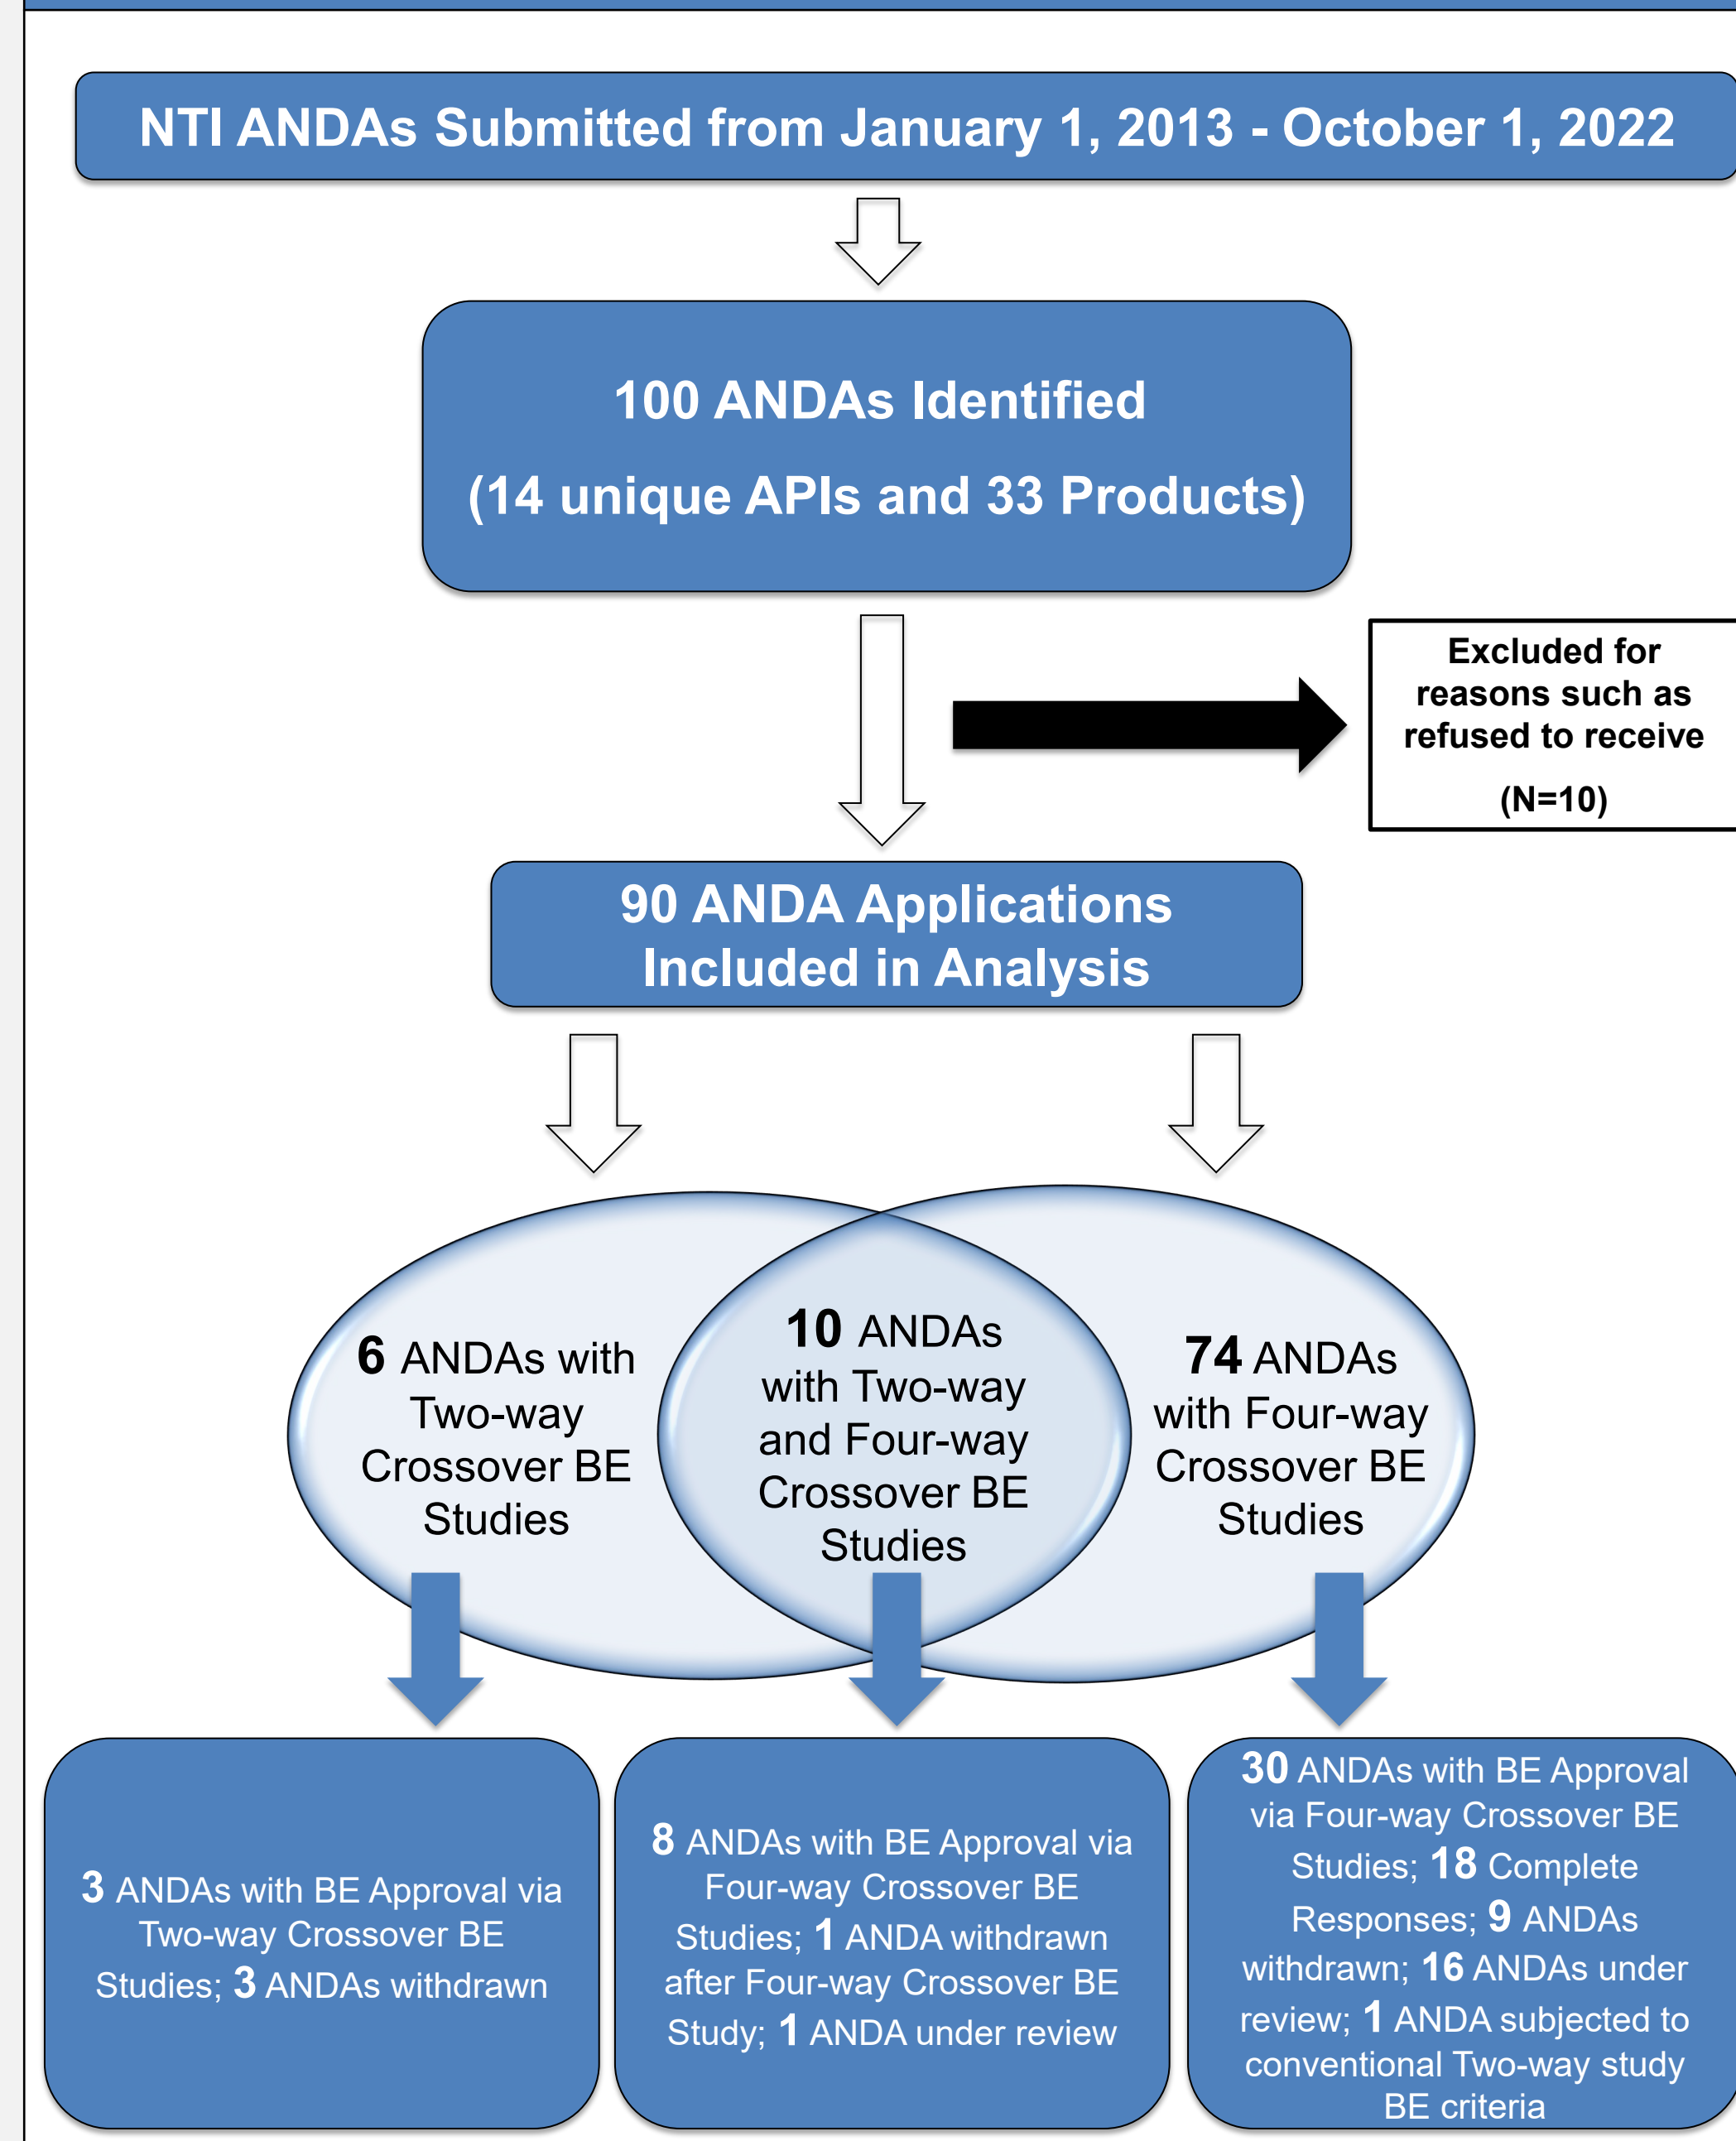 NTI ANDAs Submitted from January 1, 2013 - October 1, 2022
100 ANDAs Identified
(14 unique APIs and 33 Products)
Excluded for
reasons such as
refused to receive
(N=10)
90 ANDA Applications
Included in Analysis
6 ANDAs with
Two-way
Crossover BE
Studies
10 ANDAs
with Two-way
and Four-way
Crossover BE
Studies
74 ANDAs
with Four-way
Crossover BE
Studies
3 ANDAs with BE Approval via
Two-way Crossover BE
Studies; 3 ANDAs withdrawn
8 ANDAs with BE Approval via
Four-way Crossover BE
Studies; 1 ANDA withdrawn
after Four-way Crossover BE
Study; 1 ANDA under review
30 ANDAs with BE Approval
via Four-way Crossover BE
Studies; 18 Complete
Responses; 9 ANDAs
withdrawn; 16 ANDAs under
review; 1 ANDA subjected to
conventional Two-way study
BE criteria